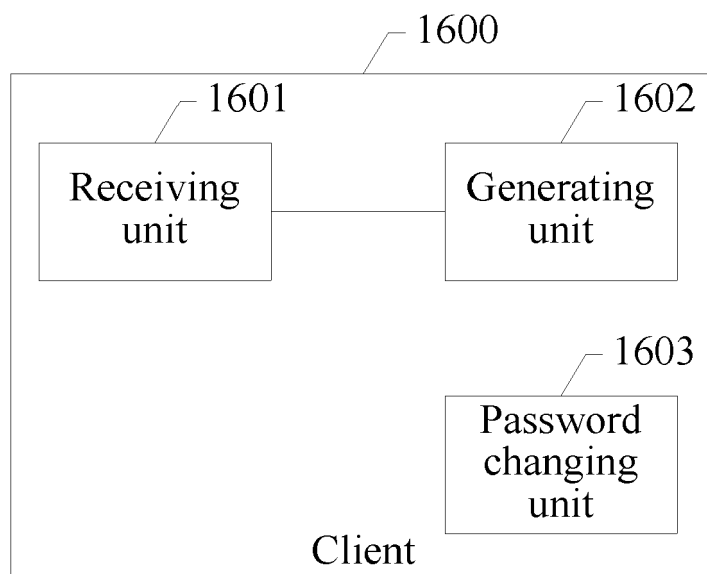 1600
1601
1602
Receiving
unit
Generating
unit
1603
Password
changing
unit
Client